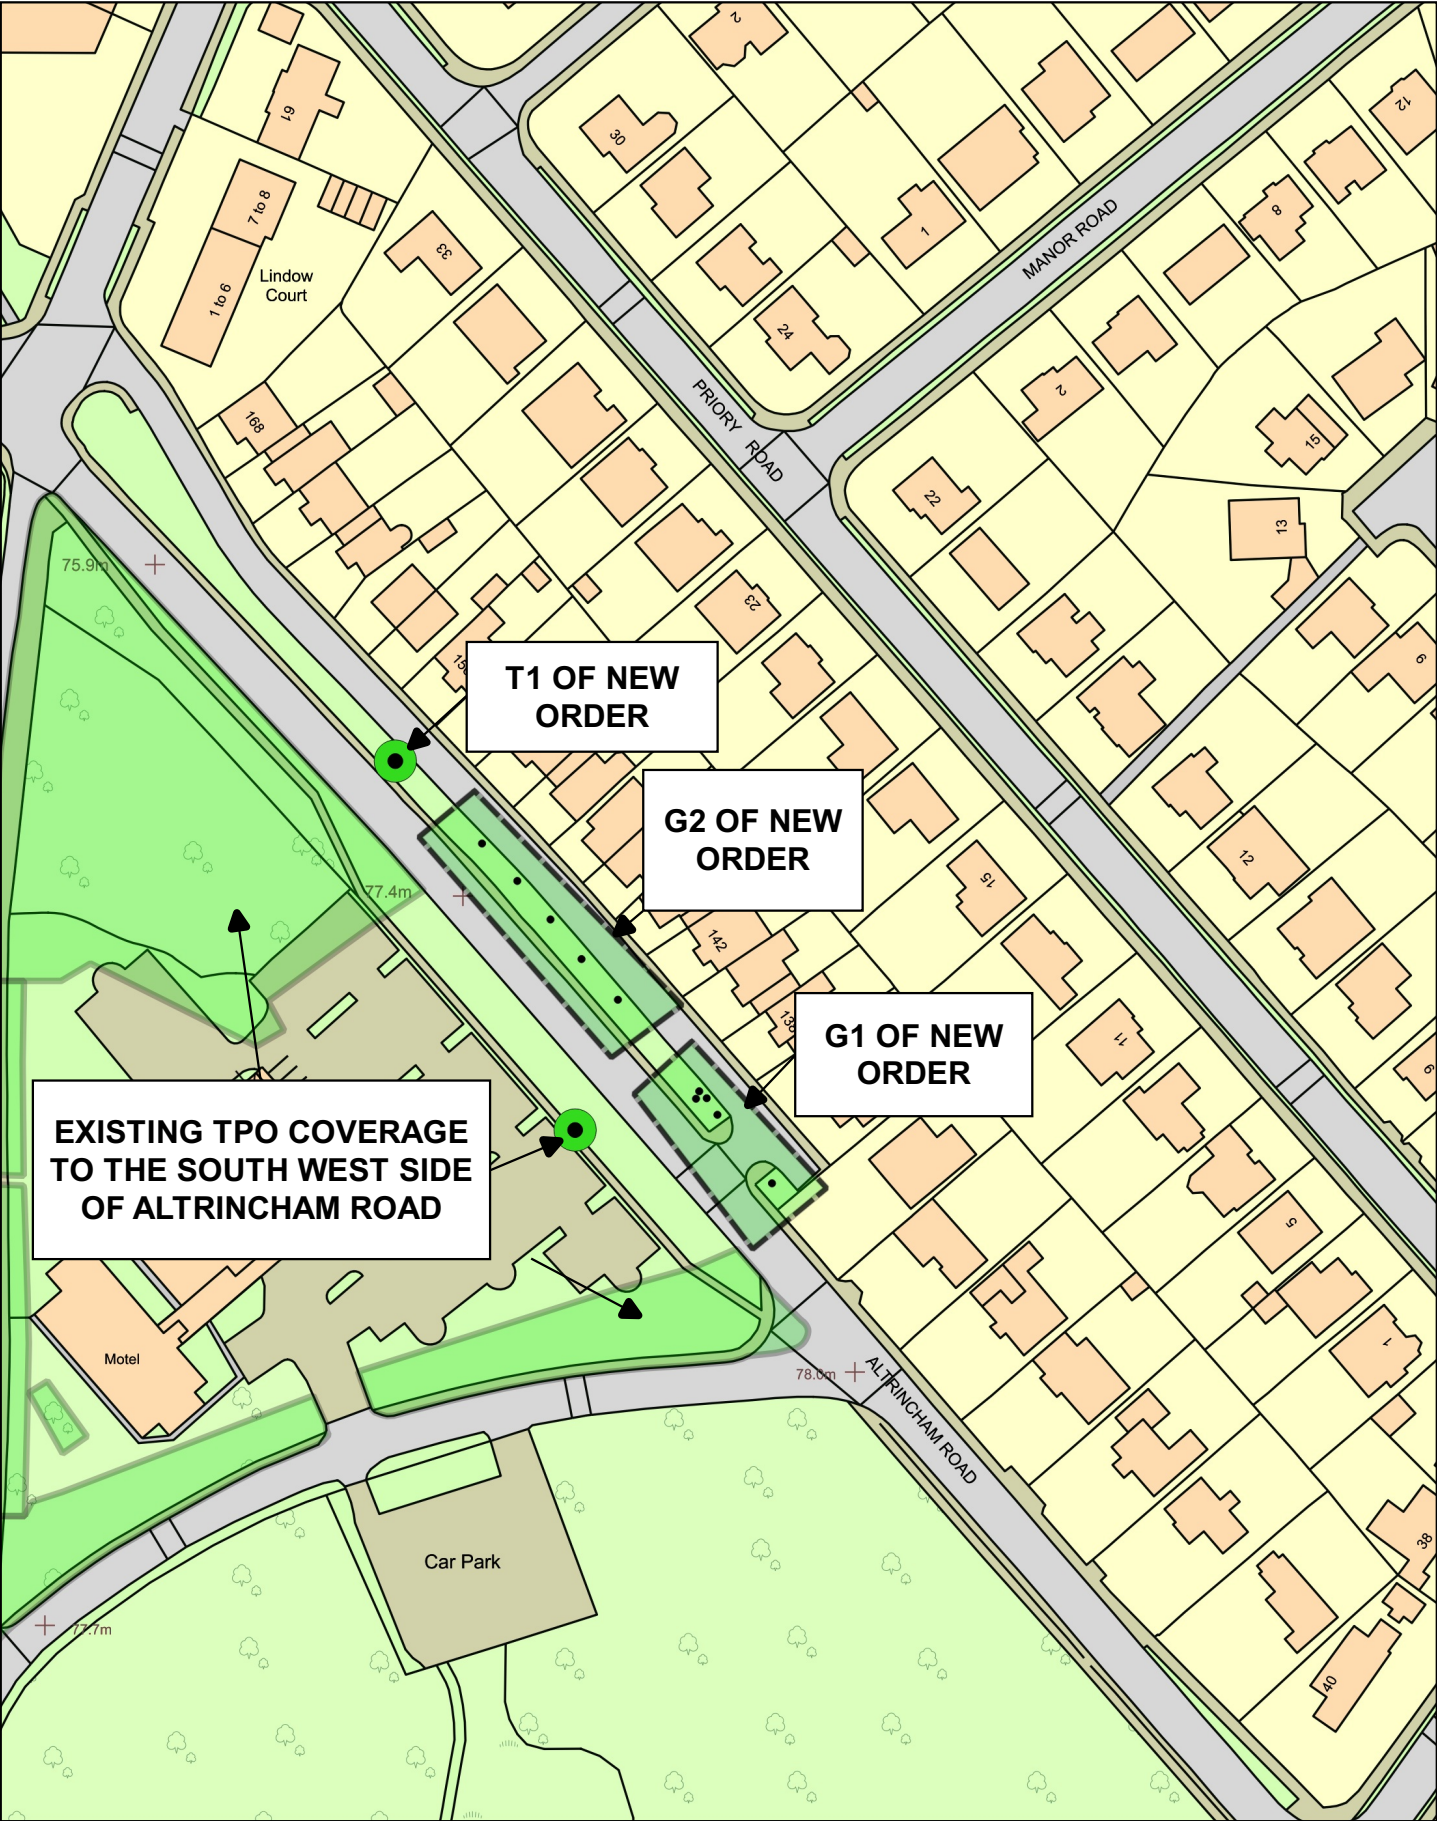 2
12
61
30
7 to 8
8
1
MANOR ROAD
33
Lindow
Court
1 to 6
24
PRIORY ROAD
2
168
15
22
13
75.9m
23
9
T1 OF NEW
ORDER
G2 OF NEW
ORDER
12
15
77.4m
142
138
G1 OF NEW
ORDER
11
6
EXISTING TPO COVERAGE
TO THE SOUTH WEST SIDE
OF ALTRINCHAM ROAD
5
1
Motel
78.0m
ALTRINCHAM ROAD
38
Car Park
77.7m
40